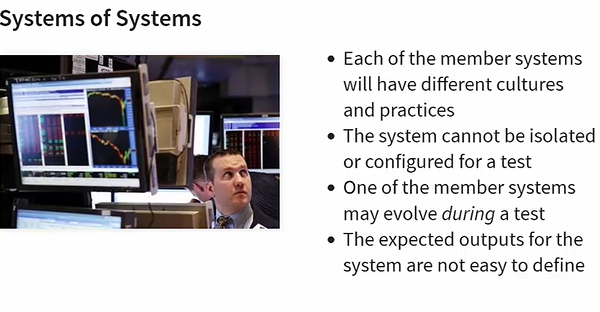 Systems of Systems
• Each of the member systems
will have different cultures
and practices
• The system cannot be isolated
or configured for a test
• One of the member systems
may evolve during a test
• The expected outputs for the
system are not easy to define